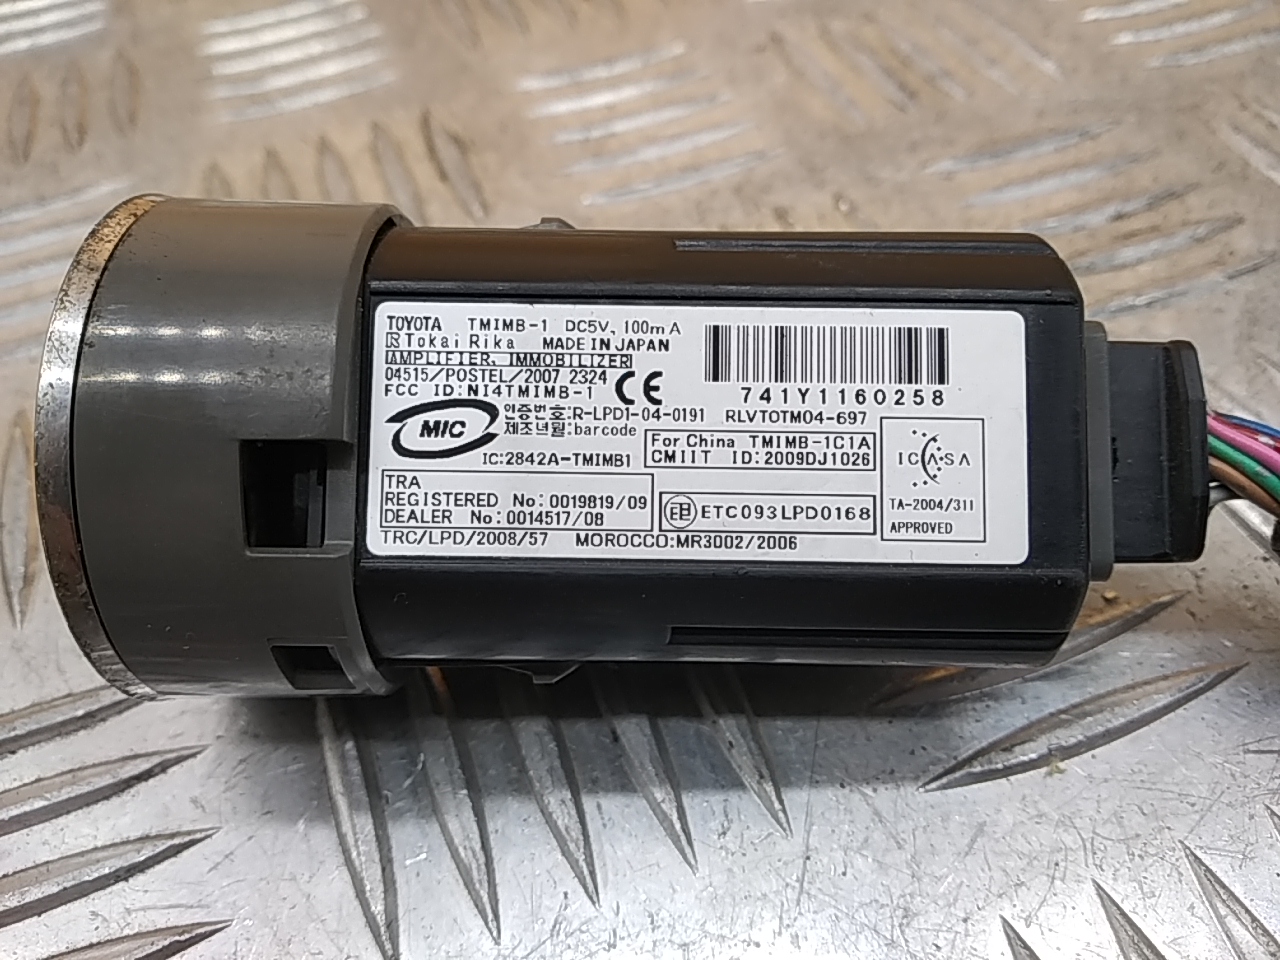 TOYOTA TMIMB-1 DC5V, 100mA
Tokai Rika MADE IN JAPAN
AMPLIFIER, IMMOBILIZER
04515/POSTEL/2007 2324
FCC ID:NI4TMIMB-1
CE
741Y1160258
MIC
인증번호:R-LPD1-04-0191 RLVTOTM04-697
제조년월:barcode
IC:2842A-TMIMB1
For China TMIMB-1C1A
CMIIT ID:2009DJ1026
ICASA
TA-2004/311
APPROVED
TRA
REGISTERED No:0019819/09
DEALER No:0014517/08
ETC093LPD0168
TRC/LPD/2008/57 MOROCCO:MR3002/2006